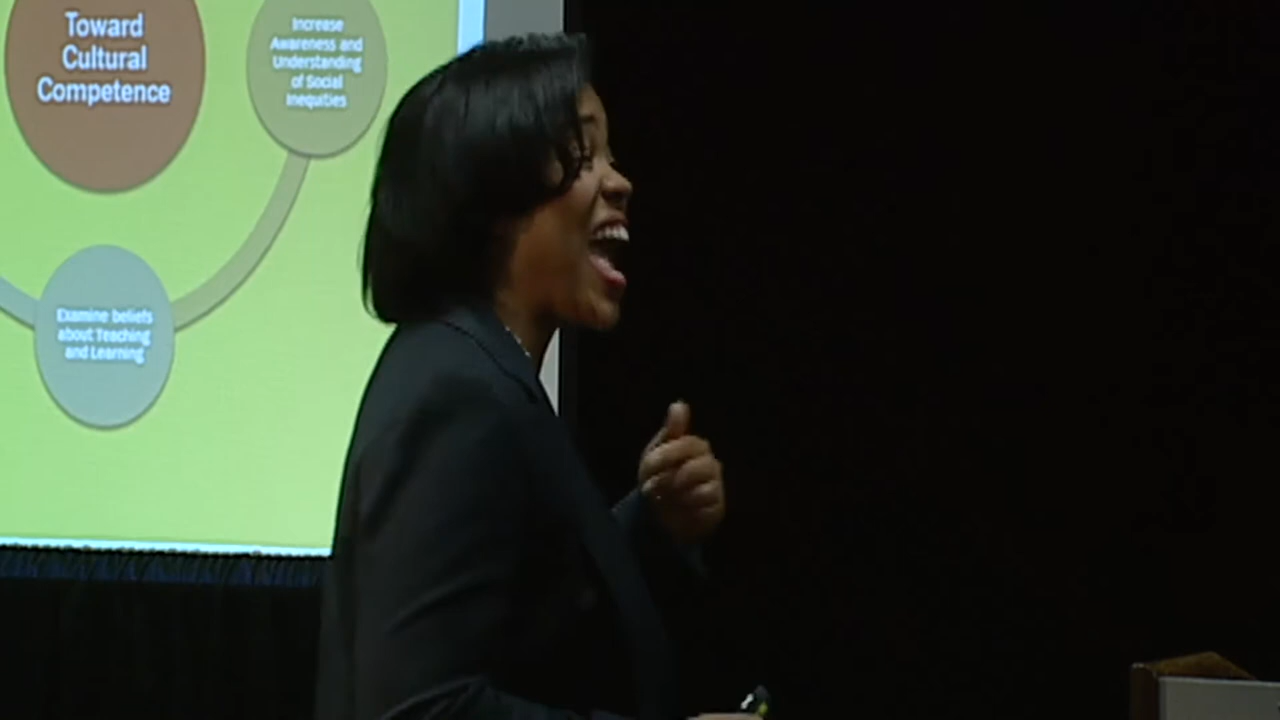 Toward
Cultural
Competence
Increase
Awareness and
Understanding
of Social
Inequities
Examine beliefs
about Teaching
and Learning